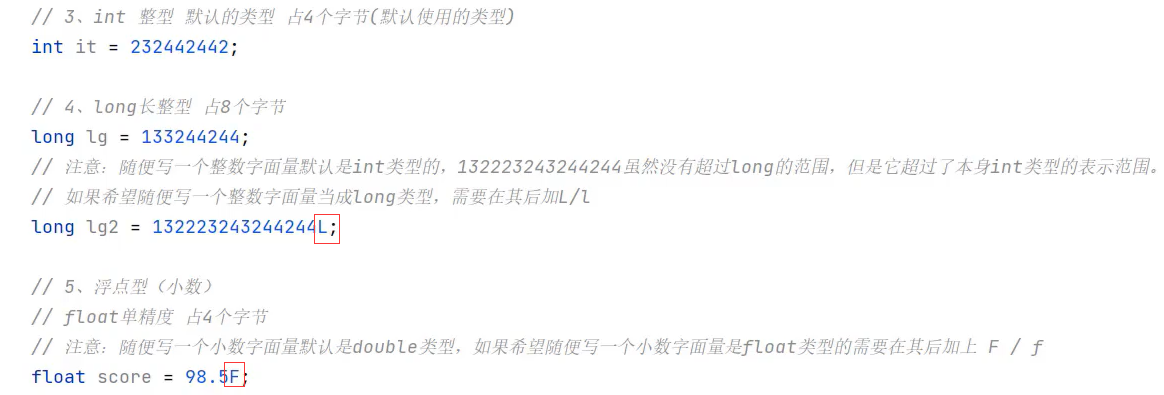 // 3、int 整型 默认的类型 占4个字节(默认使用的类型)
int it = 232442442;
// 4、long长整型 占8个字节
long lg = 133244244;
// 注意：随便写一个整数字面量默认是int类型的，132223243244244虽然没有超过long的范围，但是它超过了本身int类型的表示范围。
// 如果希望随便写一个整数字面量当成long类型，需要在其后加L/l
long lg2 = 132223243244244L;
// 5、浮点型（小数）
// float单精度 占4个字节
// 注意：随便写一个小数字面量默认是double类型，如果希望随便写一个小数字面量是float类型的需要在其后加上 F / f
float score = 98.5F;